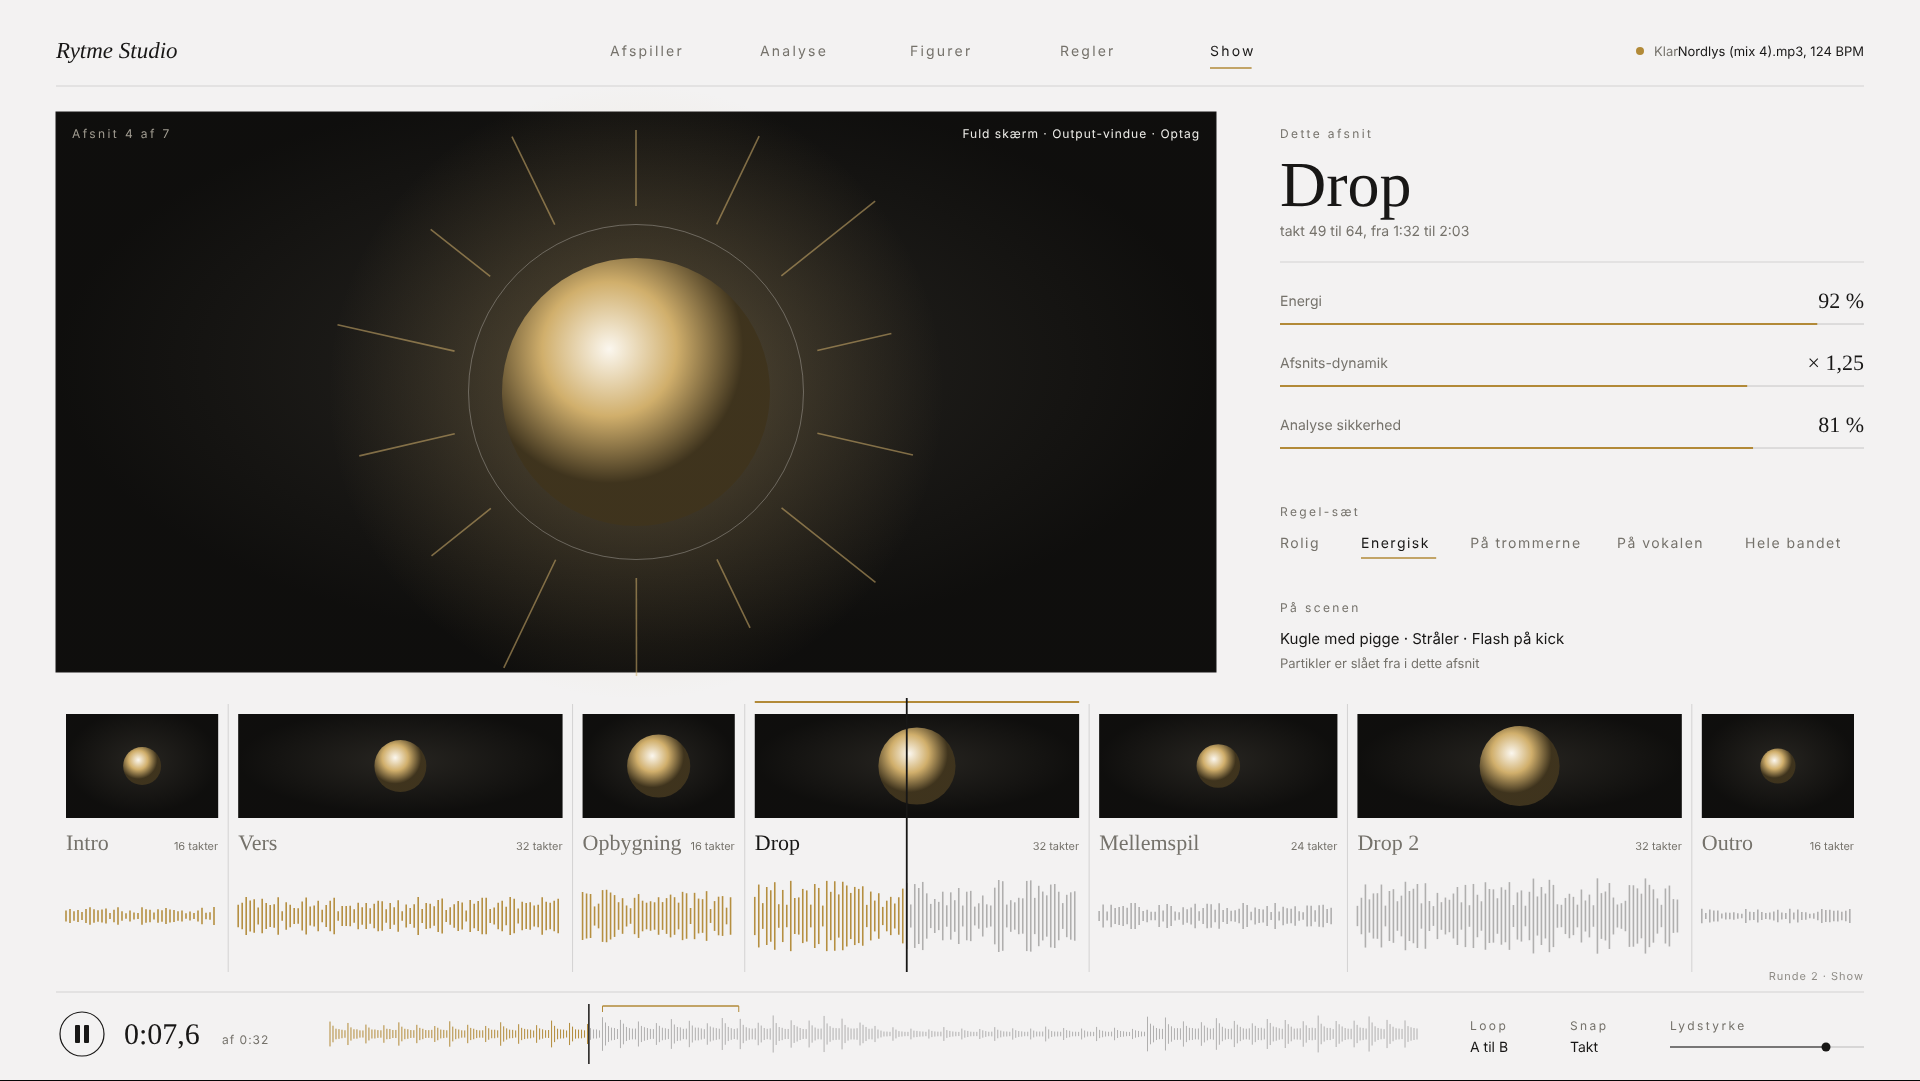 Rytme Studio
Afspiller Analyse Figurer Regler Show
KlarNordlys (mix 4).mp3, 124 BPM
Afsnit 4 af 7
Fuld skærm · Output-vindue · Optag
Dette afsnit
Drop
takt 49 til 64, fra 1:32 til 2:03
Energi 92 %
Afsnits-dynamik × 1,25
Analyse sikkerhed 81 %
Regel-sæt
Rolig Energisk På trommerne På vokalen Hele bandet
På scenen
Kugle med pigge · Stråler · Flash på kick
Partikler er slået fra i dette afsnit
Intro 16 takter Vers 32 takter Opbygning 16 takter Drop 32 takter Mellemspil 24 takter Drop 2 32 takter Outro 16 takter
Runde 2 · Show
0:07,6 af 0:32
Loop Snap Lydstyrke
A til B Takt